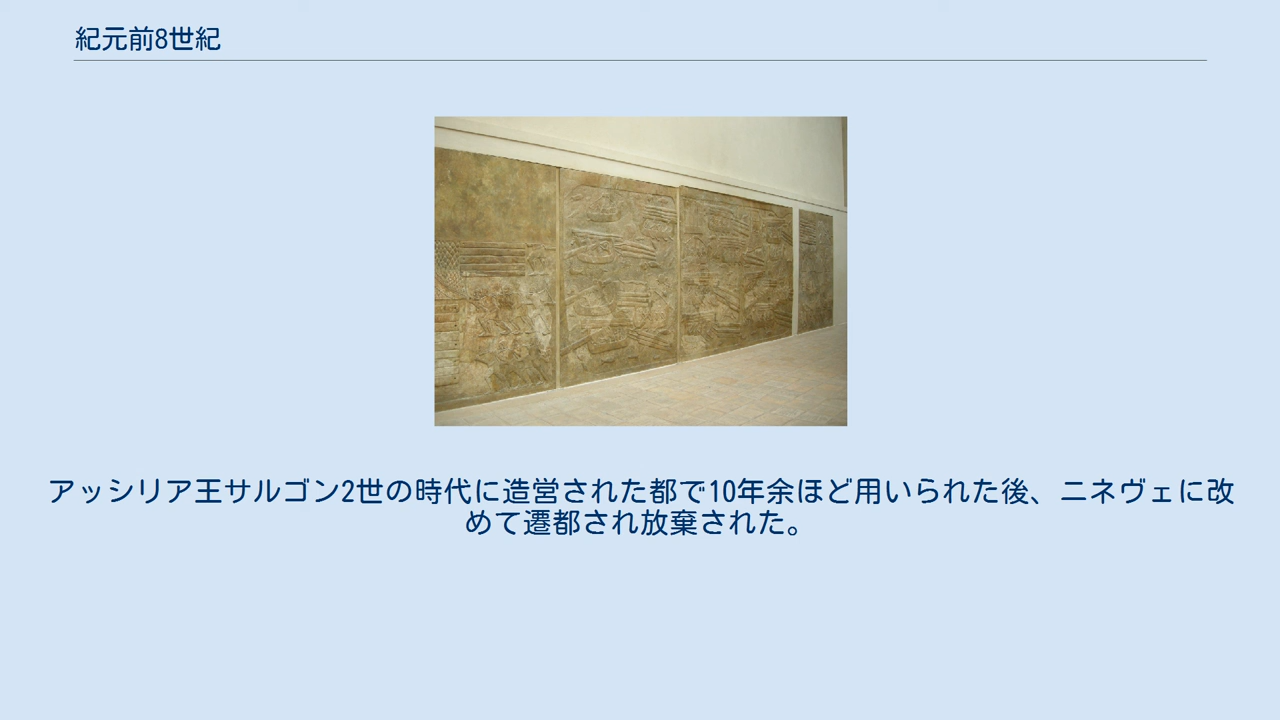 紀元前8世紀
アッシリア王サルゴン2世の時代に造営された都で10年余ほど用いられた後、ニネヴェに改
めて遷都され放棄された。